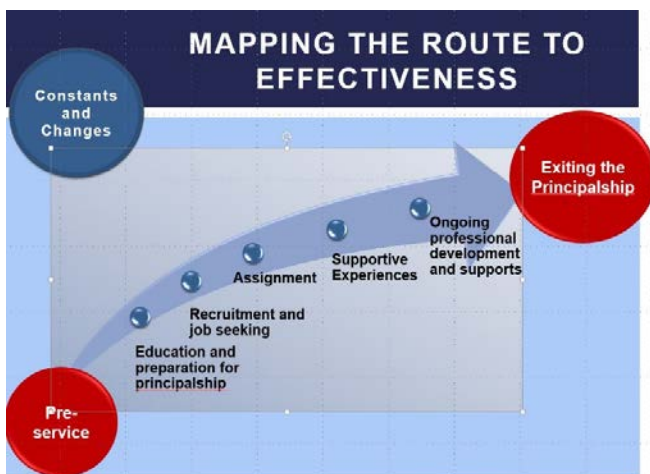 MAPPING THE ROUTE TO
EFFECTIVENESS
Constants
and
Changes
Exiting the
Principalship
Ongoing
professional
development
and supports
Supportive
Experiences
Assignment
Recruitment and
job seeking
Education and
preparation for
principalship
Pre-
service